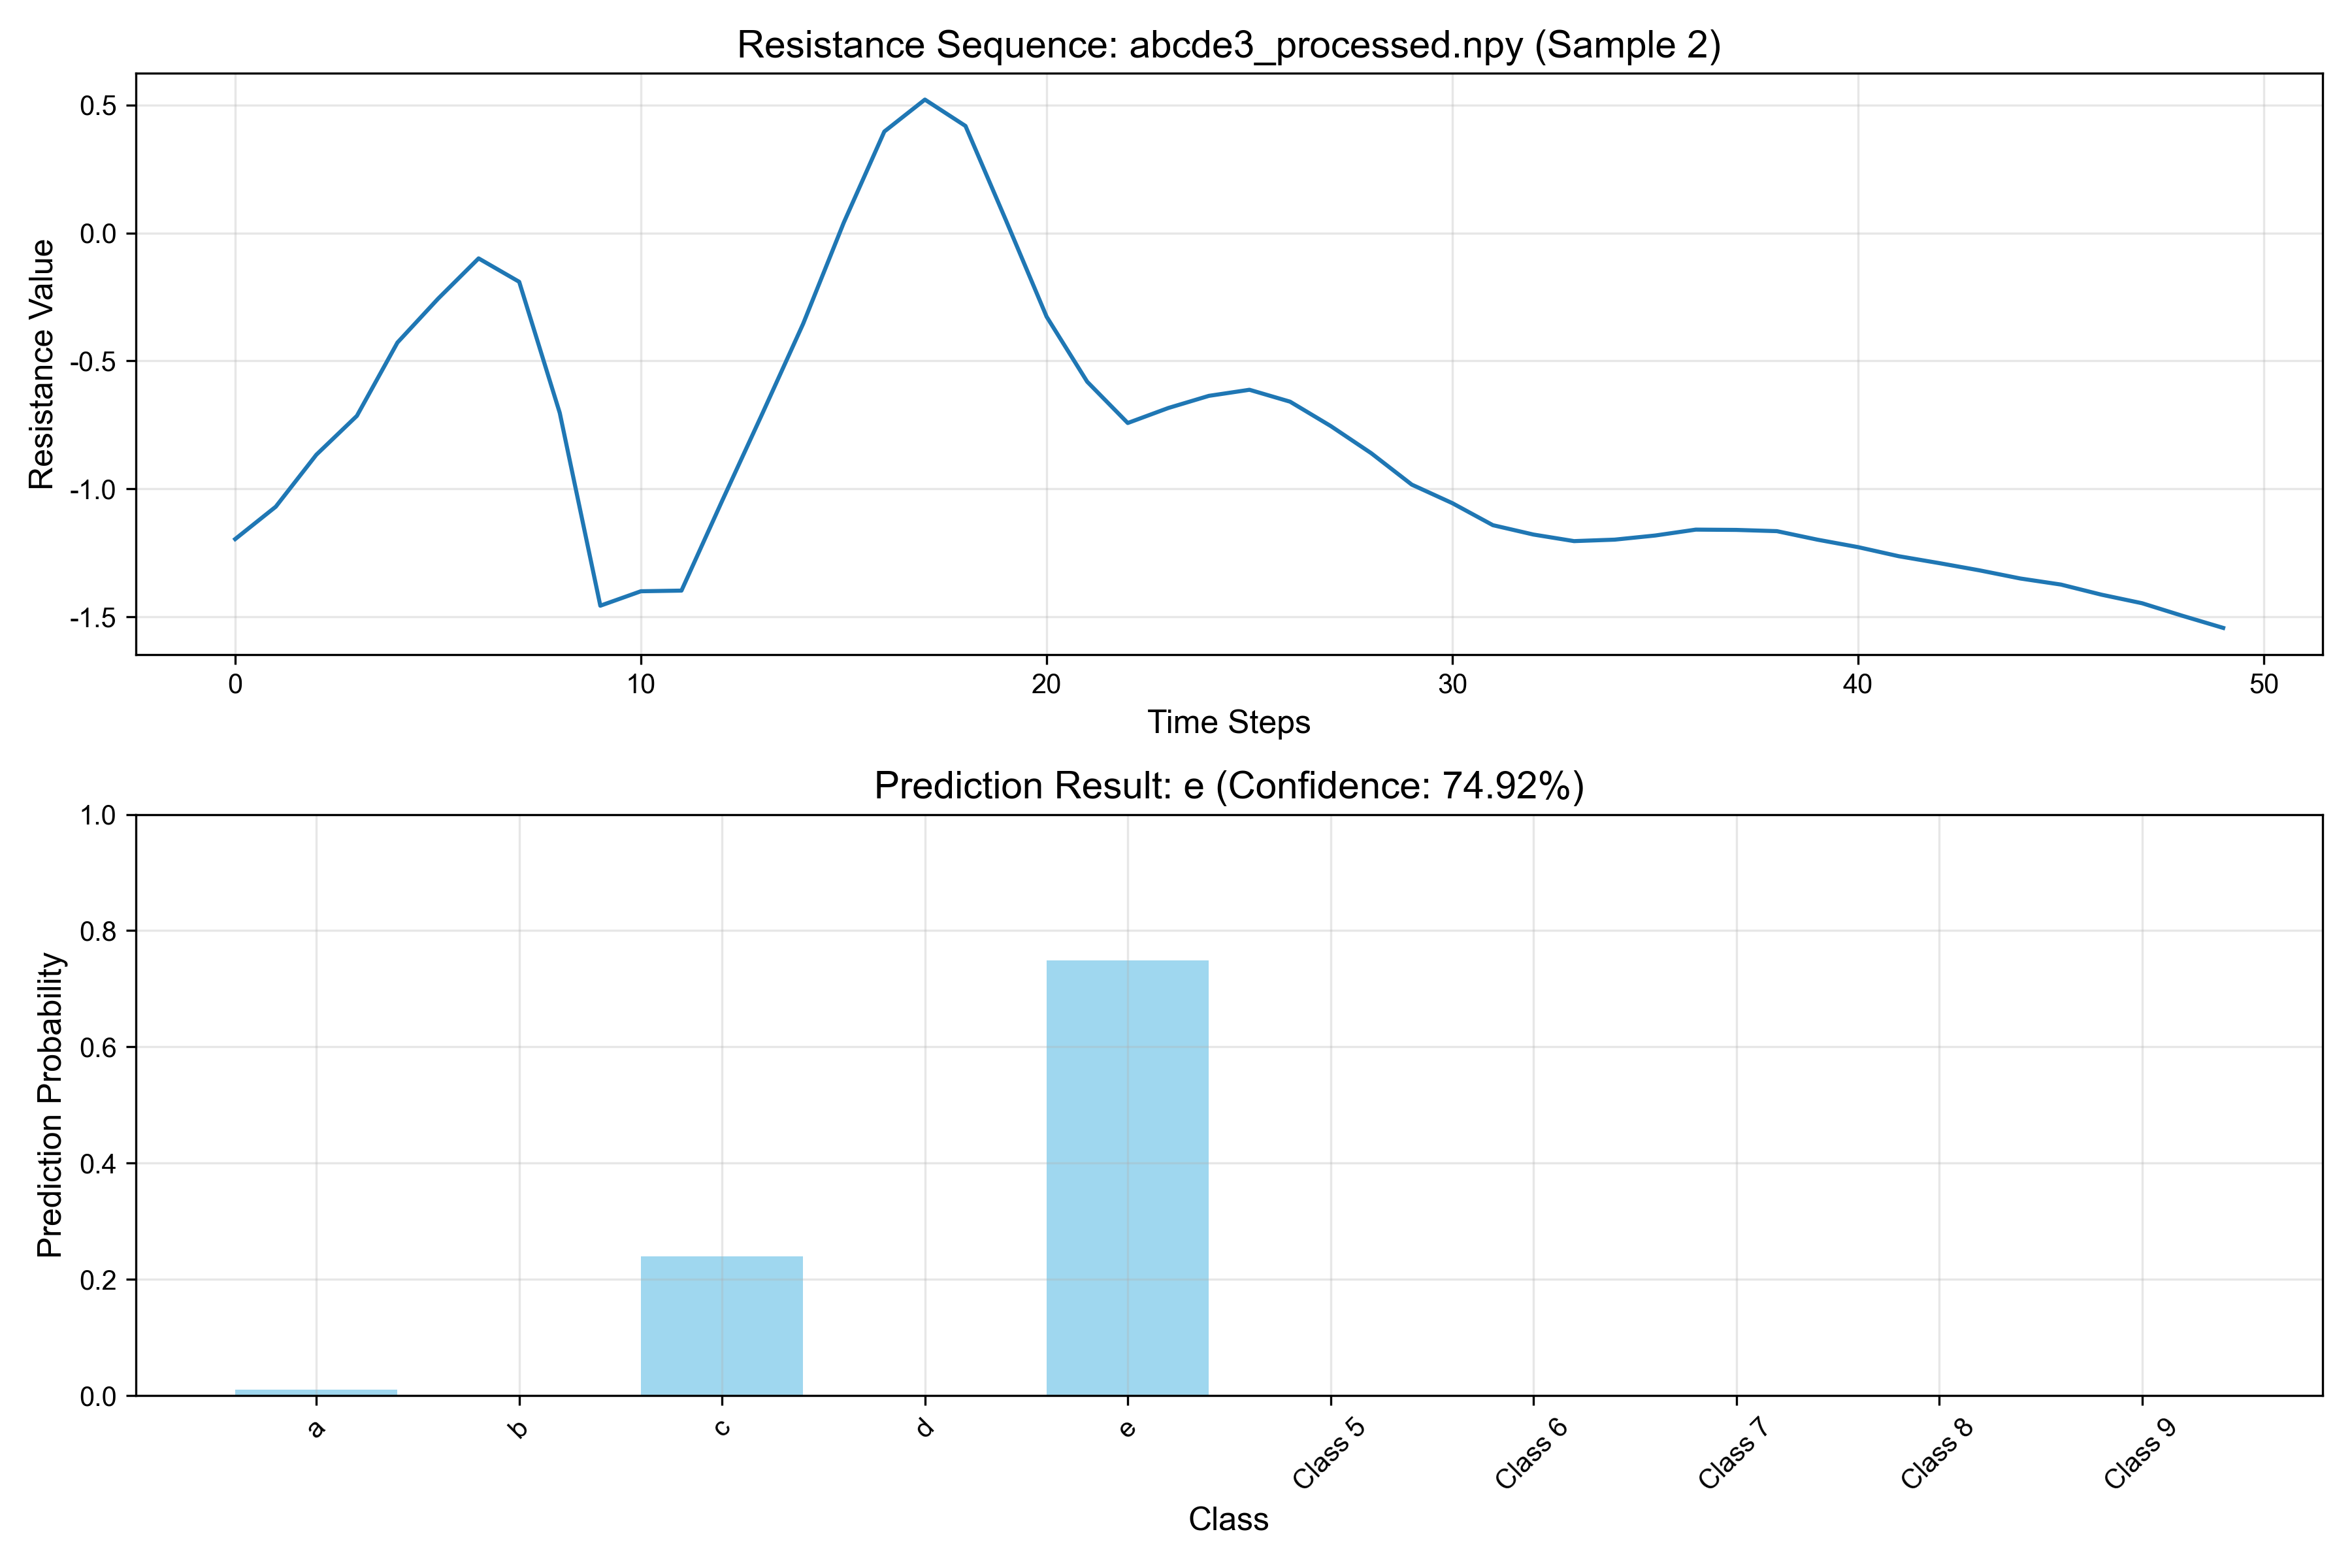 Resistance Sequence: abcde3_processed.npy (Sample 2)
Resistance Value
0.5
0.0
-0.5
-1.0
-1.5
0 10 20 30 40 50
Time Steps
Prediction Result: e (Confidence: 74.92%)
Prediction Probability
1.0
0.8
0.6
0.4
0.2
0.0
a b c d e Class 5 Class 6 Class 7 Class 8 Class 9
Class